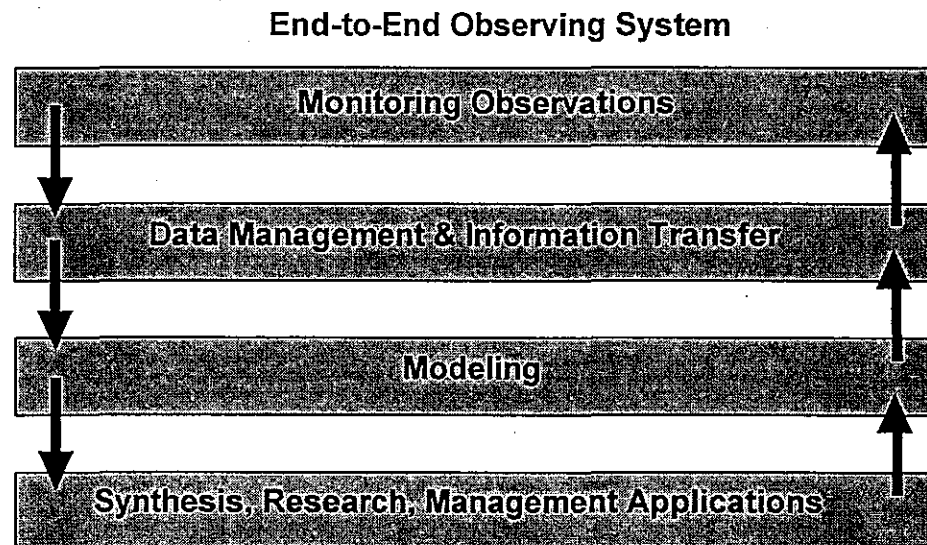 End-to-End Observing System
Monitoring Observations
Data Management & Information Transfer
Modeling
Synthesis, Research, Management Applications